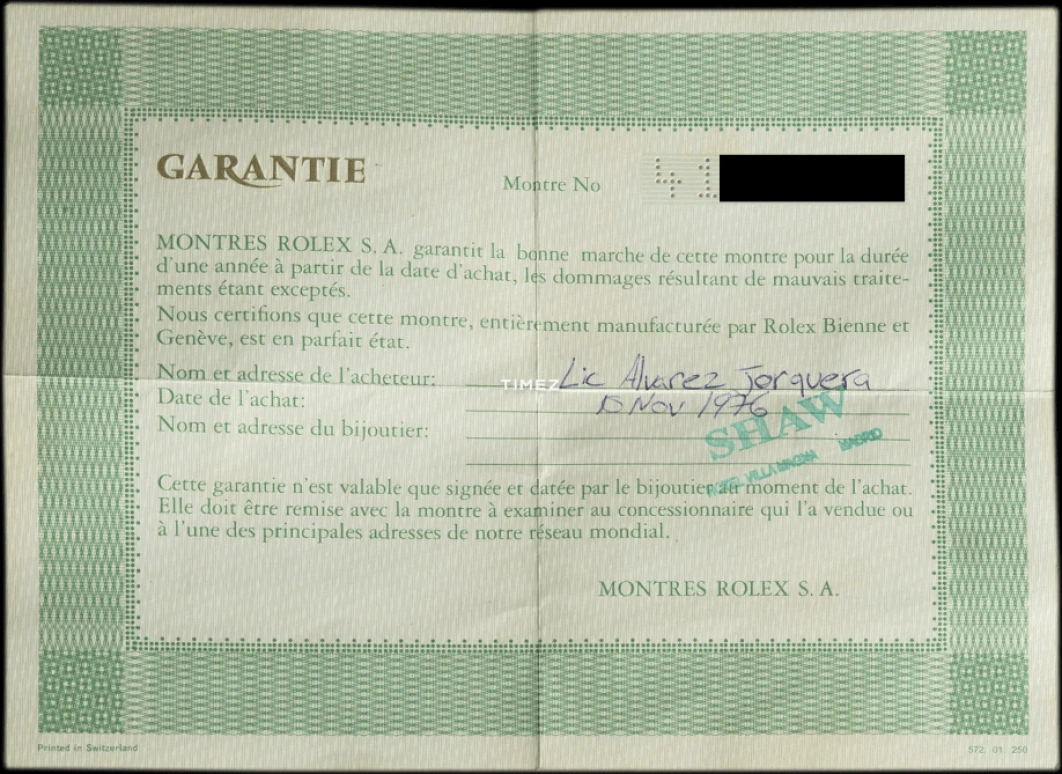 GARANTIE
Montre No 41
MONTRES ROLEX S. A. garantit la bonne marche de cette montre pour la durée
d'une année à partir de la date d'achat, les dommages résultant de mauvais traite-
ments étant exceptés.
Nous certifions que cette montre, entièrement manufacturée par Rolex Bienne et
Genève, est en parfait état.
Nom et adresse de l'acheteur: Lic Alvarez Jorquera
TIMEZ
Date de l'achat: 10 Nov 1976
Nom et adresse du bijoutier:
SHAW
HOTEL VILLA MAGNA MADRID
Cette garantie n'est valable que signée et datée par le bijoutier au moment de l'achat.
Elle doit être remise avec la montre à examiner au concessionnaire qui l'a vendue ou
à l'une des principales adresses de notre réseau mondial.
MONTRES ROLEX S. A.
Printed in Switzerland
572. 01. 250